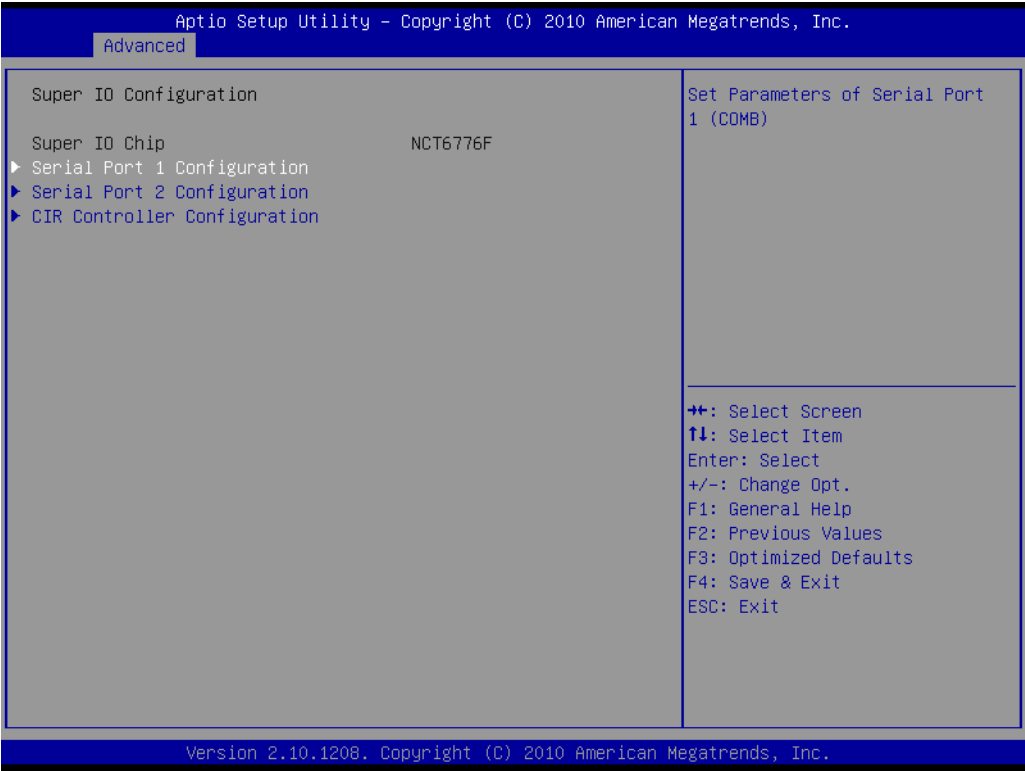 Aptio Setup Utility – Copyright (C) 2010 American Megatrends, Inc.
Advanced
Super IO Configuration
Super IO Chip NCT6776F
Serial Port 1 Configuration
Serial Port 2 Configuration
CIR Controller Configuration
Set Parameters of Serial Port
1 (COMB)
→←: Select Screen
↑↓: Select Item
Enter: Select
+/-: Change Opt.
F1: General Help
F2: Previous Values
F3: Optimized Defaults
F4: Save & Exit
ESC: Exit
Version 2.10.1208. Copyright (C) 2010 American Megatrends, Inc.